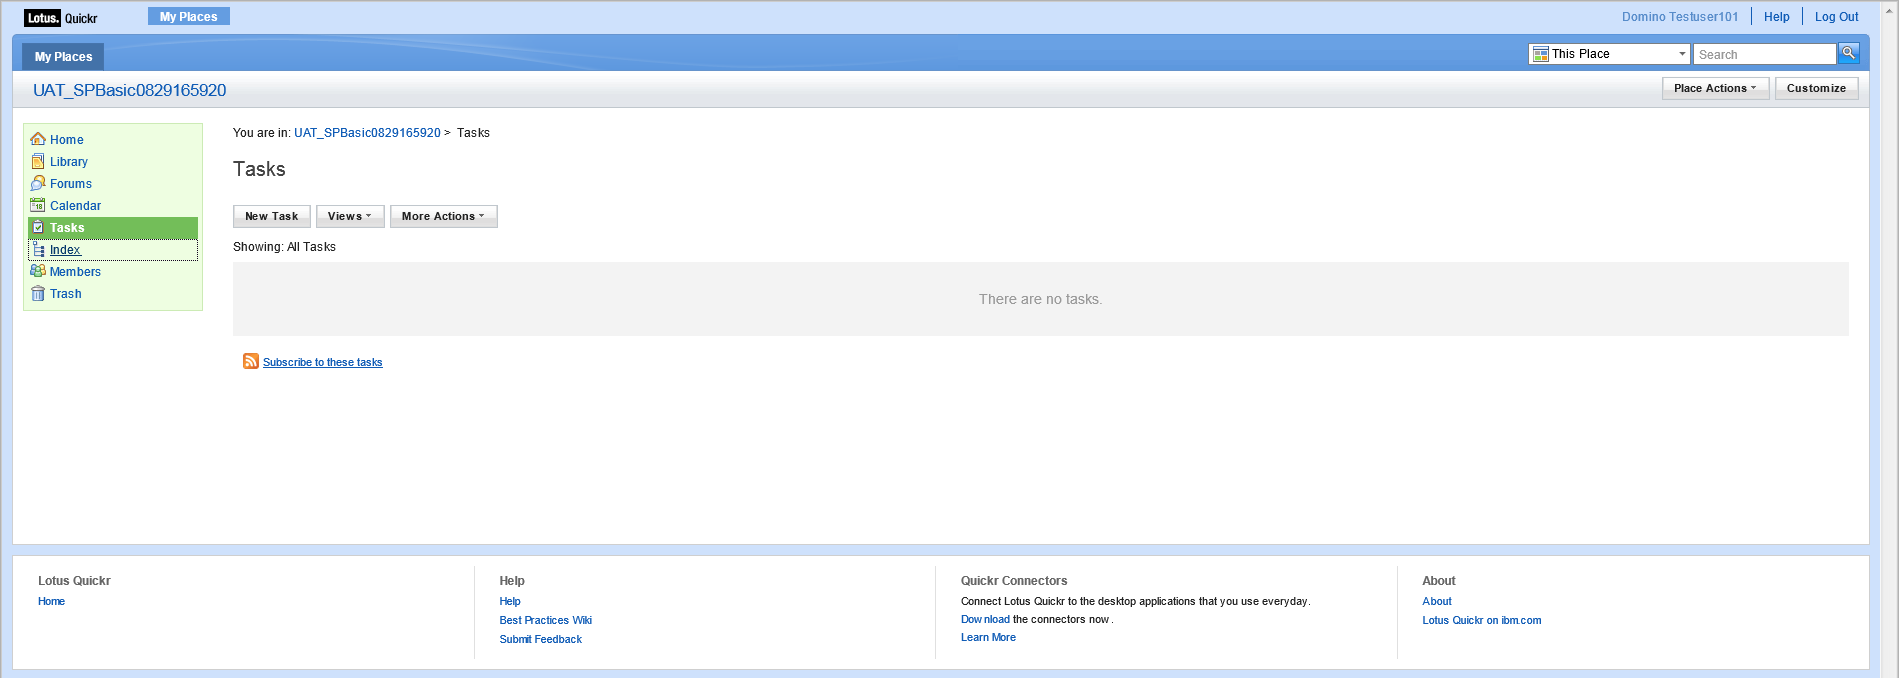 Lotus. Quickr
My Places
Domino Testuser101
Help
Log Out
My Places
This Place
Search
UAT_SPBasic0829165920
Place Actions
Customize
Home
Library
Forums
Calendar
Tasks
Index
Members
Trash
You are in: UAT_SPBasic0829165920 > Tasks
Tasks
New Task
Views
More Actions
Showing: All Tasks
There are no tasks.
Subscribe to these tasks
Lotus Quickr
Home
Help
Help
Best Practices Wiki
Submit Feedback
Quickr Connectors
Connect Lotus Quickr to the desktop applications that you use everyday.
Download the connectors now.
Learn More
About
About
Lotus Quickr on ibm.com